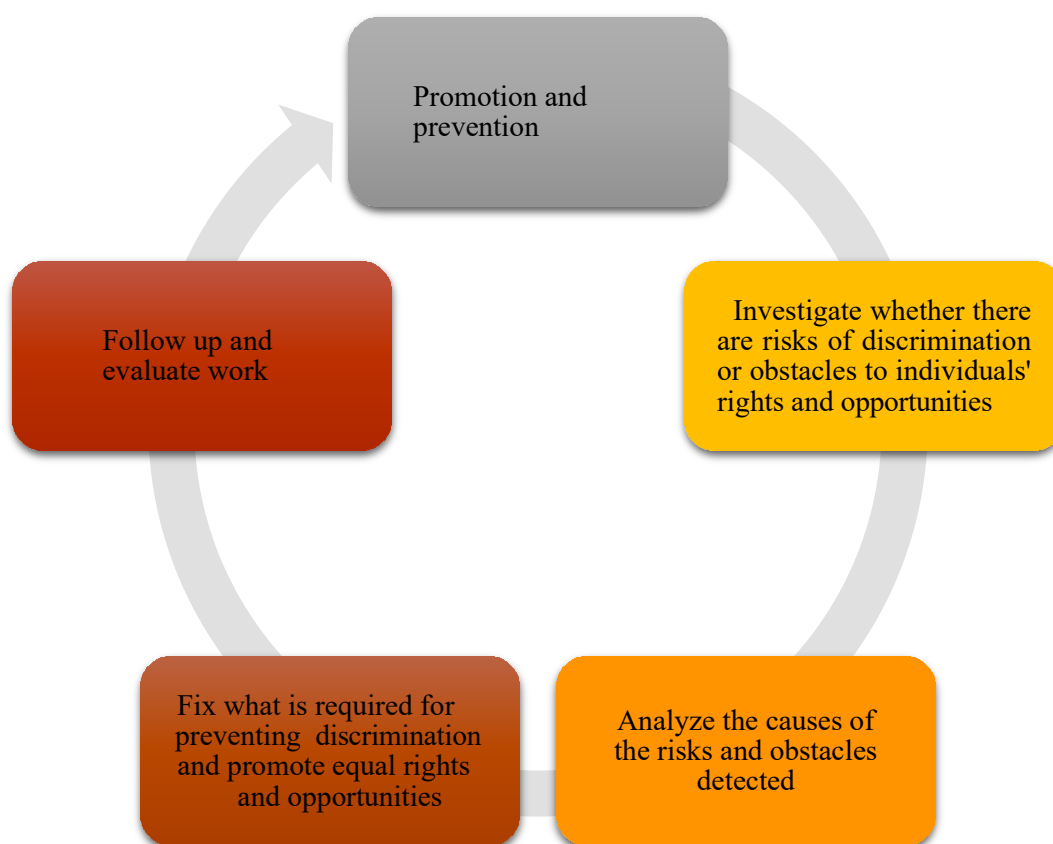 Promotion and
prevention
Investigate whether there
are risks of discrimination
or obstacles to individuals'
rights and opportunities
Analyze the causes of
the risks and obstacles
detected
Fix what is required for
preventing discrimination
and promote equal rights
and opportunities
Follow up and
evaluate work